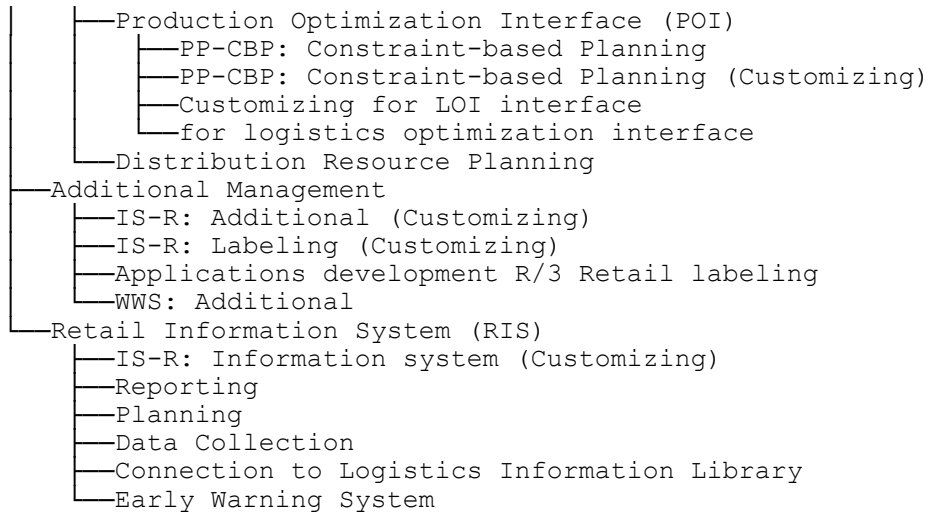 Production Optimization Interface (POI)
PP-CBP: Constraint-based Planning
PP-CBP: Constraint-based Planning (Customizing)
Customizing for LOI interface
for logistics optimization interface
Distribution Resource Planning
Additional Management
IS-R: Additional (Customizing)
IS-R: Labeling (Customizing)
Applications development R/3 Retail labeling
WWS: Additional
Retail Information System (RIS)
IS-R: Information system (Customizing)
Reporting
Planning
Data Collection
Connection to Logistics Information Library
Early Warning System